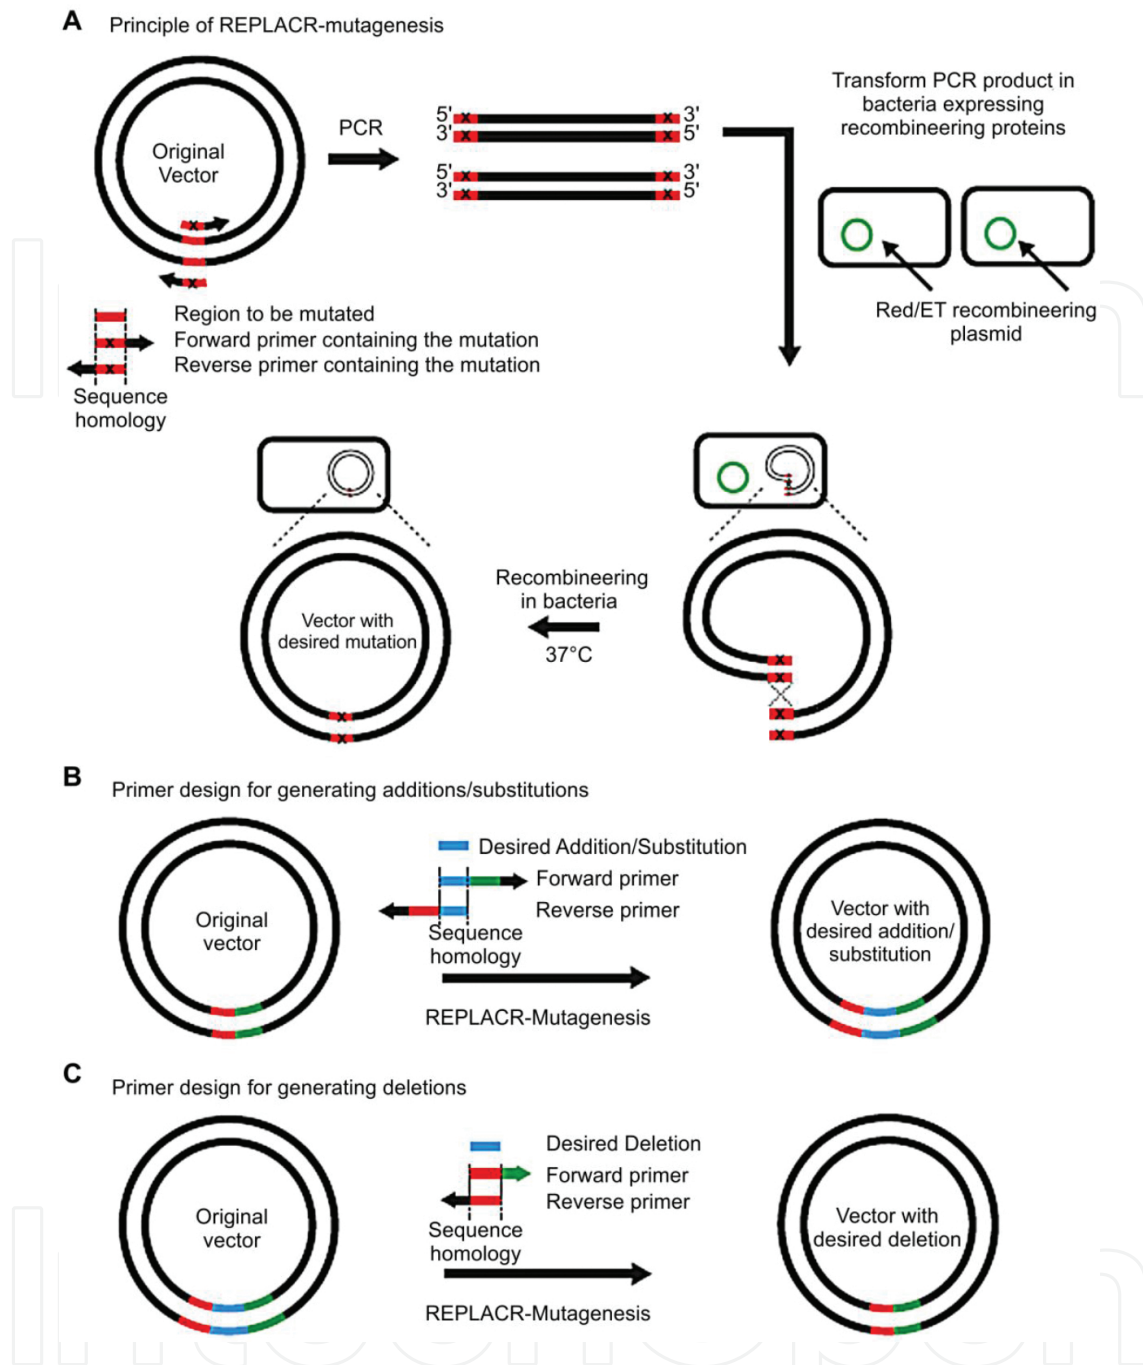 A
Principle of REPLACR-mutagenesis
Original
Vector
PCR
5'
3'
3'
5'
5'
3'
3'
5'
Transform PCR product in
bacteria expressing
recombineering proteins
Red/ET recombineering
plasmid
Region to be mutated
Forward primer containing the mutation
Reverse primer containing the mutation
Sequence
homology
Vector with
desired mutation
Recombineering
in bacteria
37°C
B
Primer design for generating additions/substitutions
Original
vector
Desired Addition/Substitution
Forward primer
Reverse primer
Sequence
homology
REPLACR-Mutagenesis
Vector with
desired addition/
substitution
C
Primer design for generating deletions
Original
vector
Desired Deletion
Forward primer
Reverse primer
Sequence
homology
REPLACR-Mutagenesis
Vector with
desired deletion